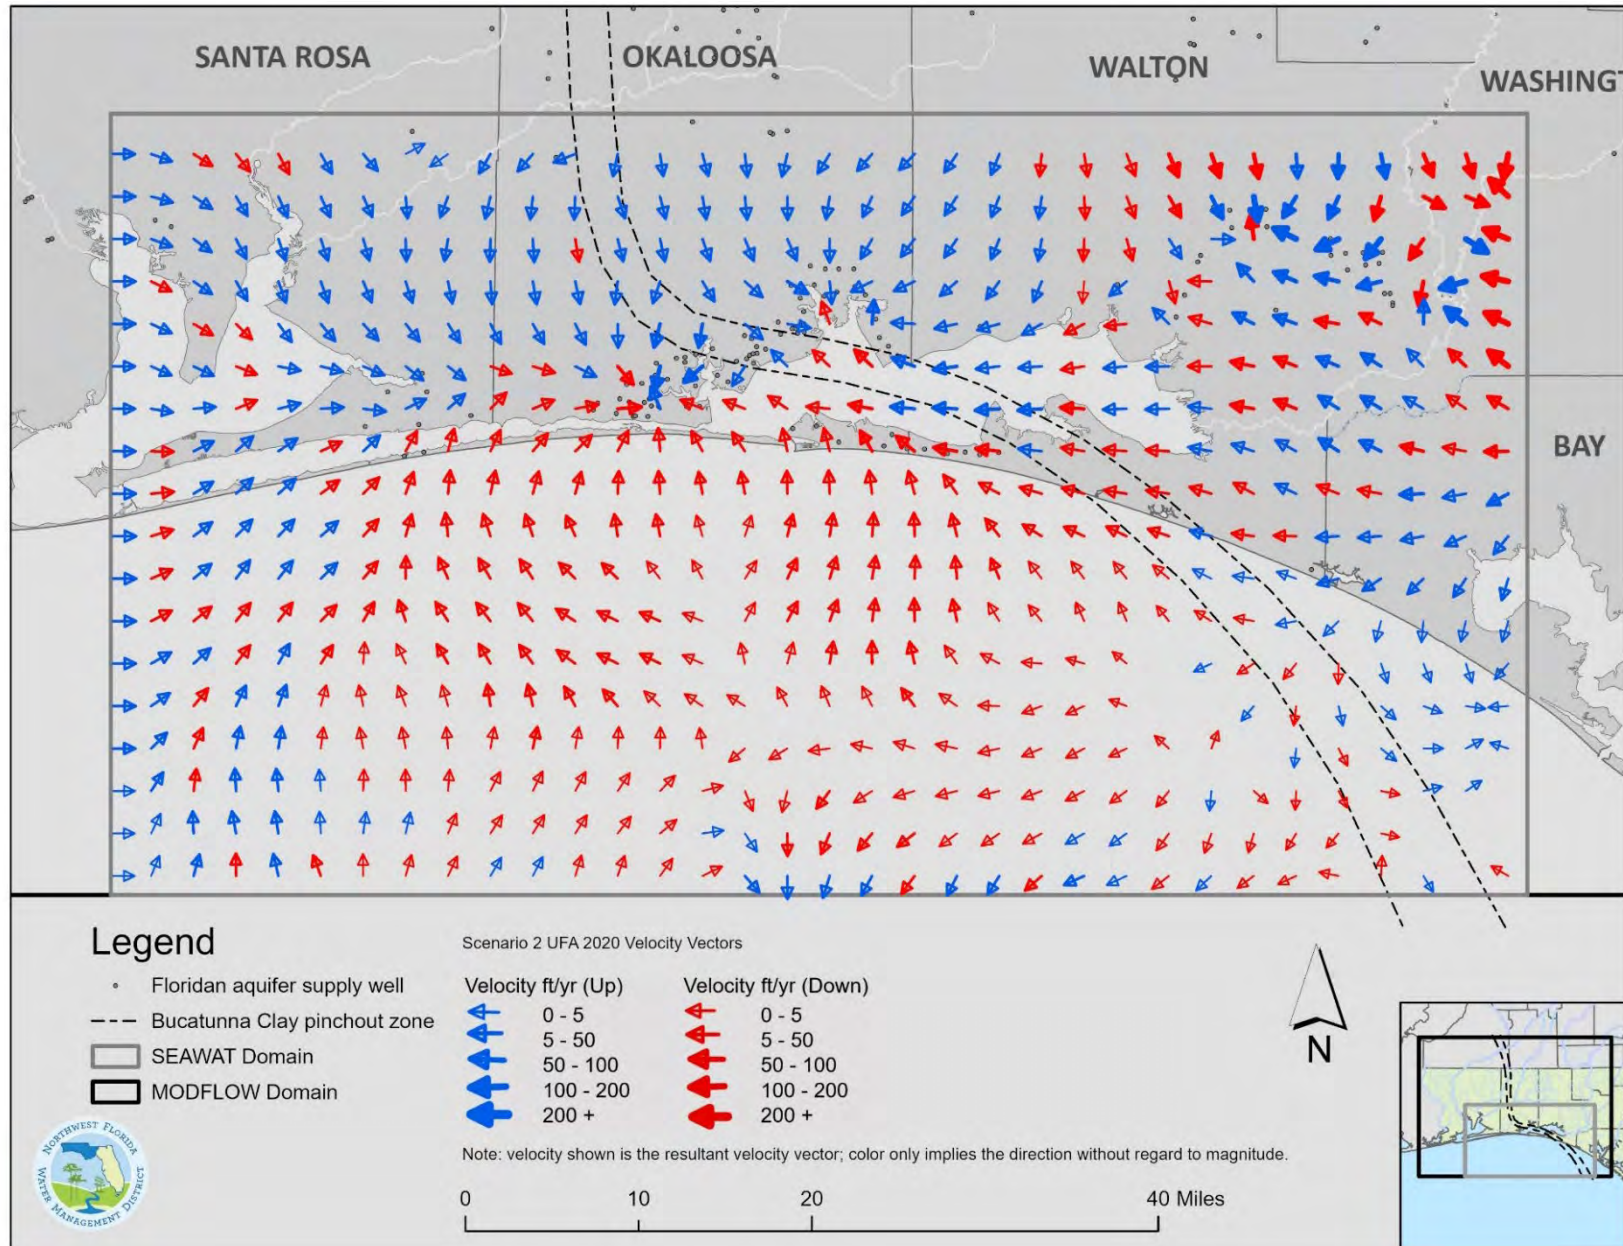 SANTA ROSA
OKALOOSA
WALTON
WASHINGT
BAY
Legend
Floridan aquifer supply well
Bucatunna Clay pinchout zone
SEAWAT Domain
MODFLOW Domain
Scenario 2 UFA 2020 Velocity Vectors
Velocity ft/yr (Up)
0 - 5
5 - 50
50 - 100
100 - 200
200 +
Velocity ft/yr (Down)
0 - 5
5 - 50
50 - 100
100 - 200
200 +
Note: velocity shown is the resultant velocity vector; color only implies the direction without regard to magnitude.
0 10 20 40 Miles
N
NORTHWEST FLORIDA
WATER MANAGEMENT DISTRICT